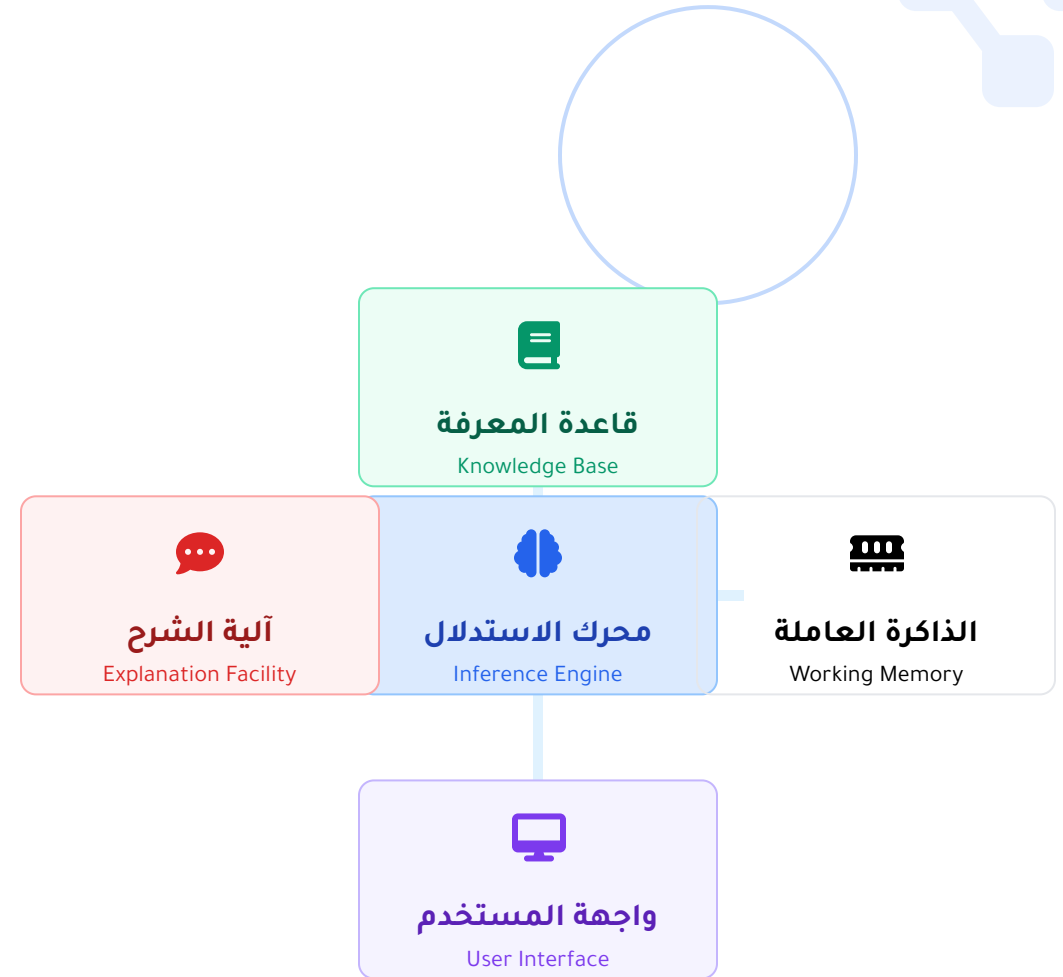 قاعدة المعرفة
Knowledge Base
الذاكرة العاملة
Working Memory
محرك الاستدلال
Inference Engine
آلية الشرح
Explanation Facility
واجهة المستخدم
User Interface